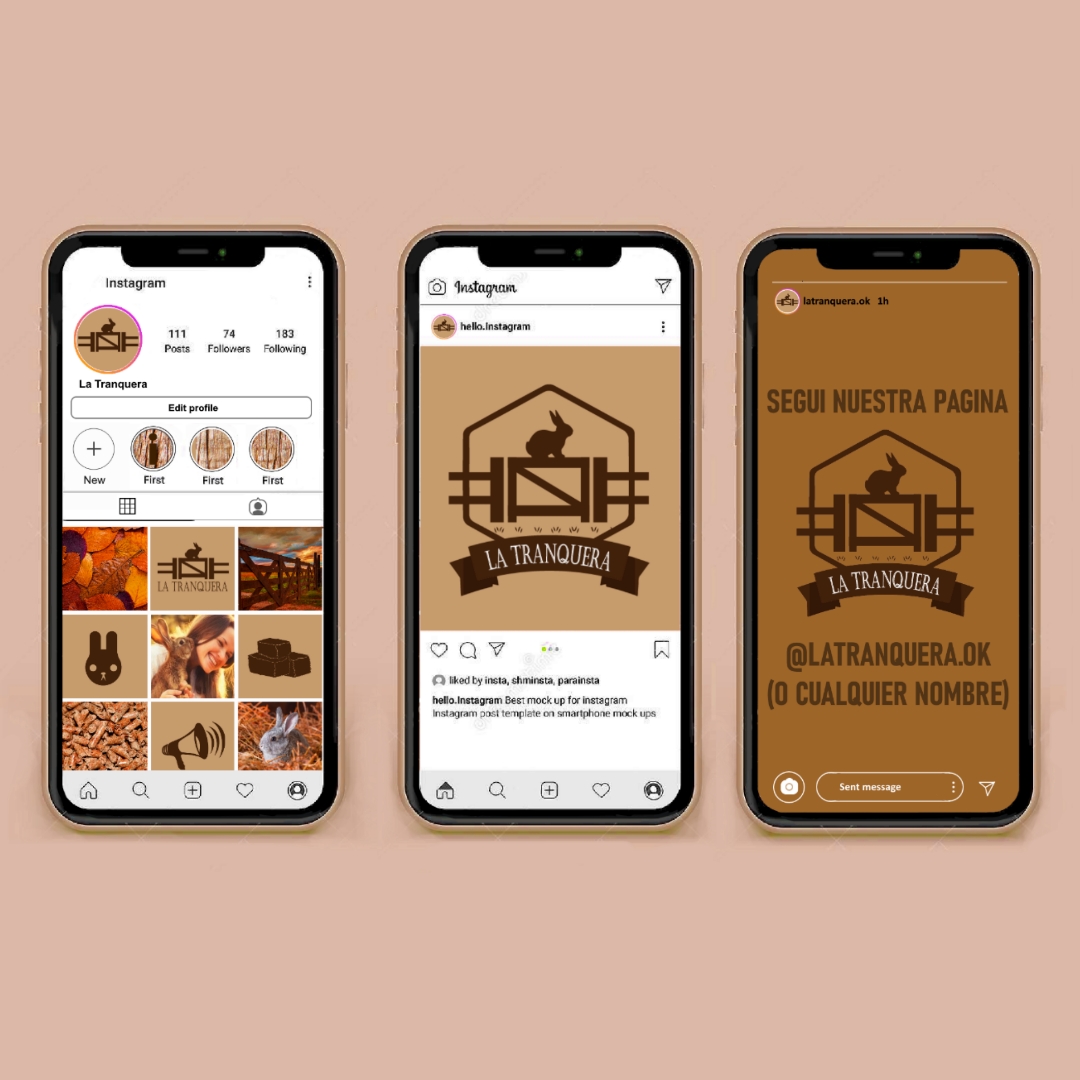 Instagram
111 74 183
Posts Followers Following
La Tranquera
Edit profile
New First First First
LA TRANQUERA
Instagram
hello.Instagram
LA TRANQUERA
liked by insta, shminsta, parainsta
hello.Instagram Best mock up for instagram
Instagram post template on smartphone mock ups
latranquera.ok 1h
SEGUI NUESTRA PAGINA
LA TRANQUERA
@LATRANQUERA.OK
(O CUALQUIER NOMBRE)
Sent message